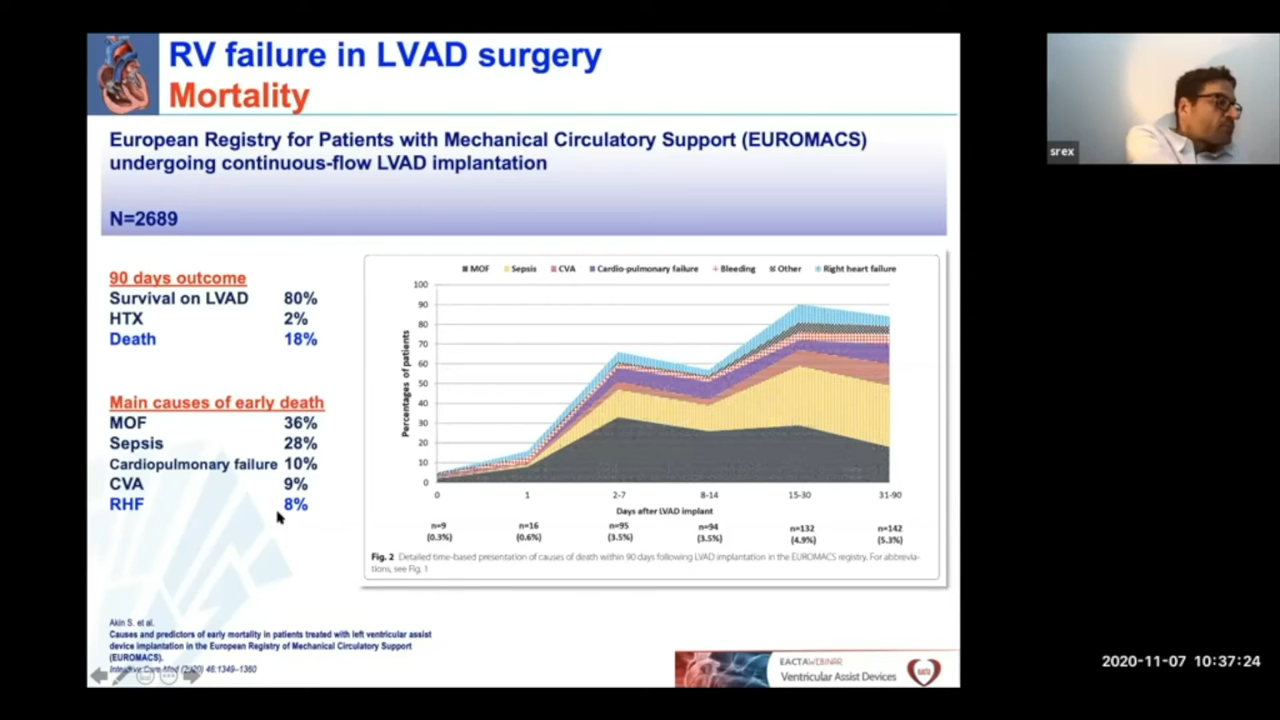 RV failure in LVAD surgery
Mortality
European Registry for Patients with Mechanical Circulatory Support (EUROMACS)
undergoing continuous-flow LVAD implantation
N=2689
90 days outcome
Survival on LVAD 80%
HTX 2%
Death 18%
Main causes of early death
MOF 36%
Sepsis 28%
Cardiopulmonary failure 10%
CVA 9%
RHF 8%
MOF Sepsis CVA Cardio-pulmonary failure Bleeding Other Right heart failure
Percentages of patients
100
90
80
70
60
50
40
30
20
10
0
0 1 2-7 8-14 15-30 31-90
Days after LVAD implant
n=9 n=16 n=95 n=94 n=132 n=142
(0.3%) (0.6%) (3.5%) (3.5%) (4.9%) (5.3%)
Fig. 2 Detailed time-based presentation of causes of death within 90 days following LVAD implantation in the EUROMACS registry. For abbrevia-
tions, see Fig. 1
Akin S. et al.
Causes and predictors of early mortality in patients treated with left ventricular assist
device implantation in the European Registry of Mechanical Circulatory Support
(EUROMACS).
Intensive Care Med (2020) 46:1349–1360
EACTAWEBINAR
Ventricular Assist Devices
EACTA
srex
2020-11-07 10:37:24